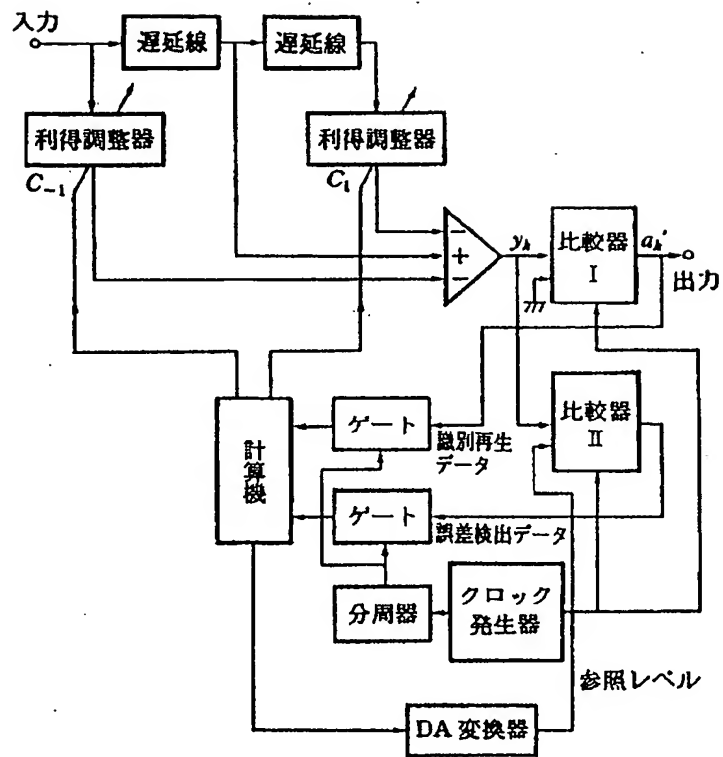 入力
遅延線
遅延線
利得調整器
利得調整器
C₋₁
C₁
−
+
−
yₖ
比較器
I
aₖ'
出力
計算機
ゲート
識別再生
データ
比較器
II
ゲート
誤差検出データ
分周器
クロック
発生器
参照レベル
DA変換器